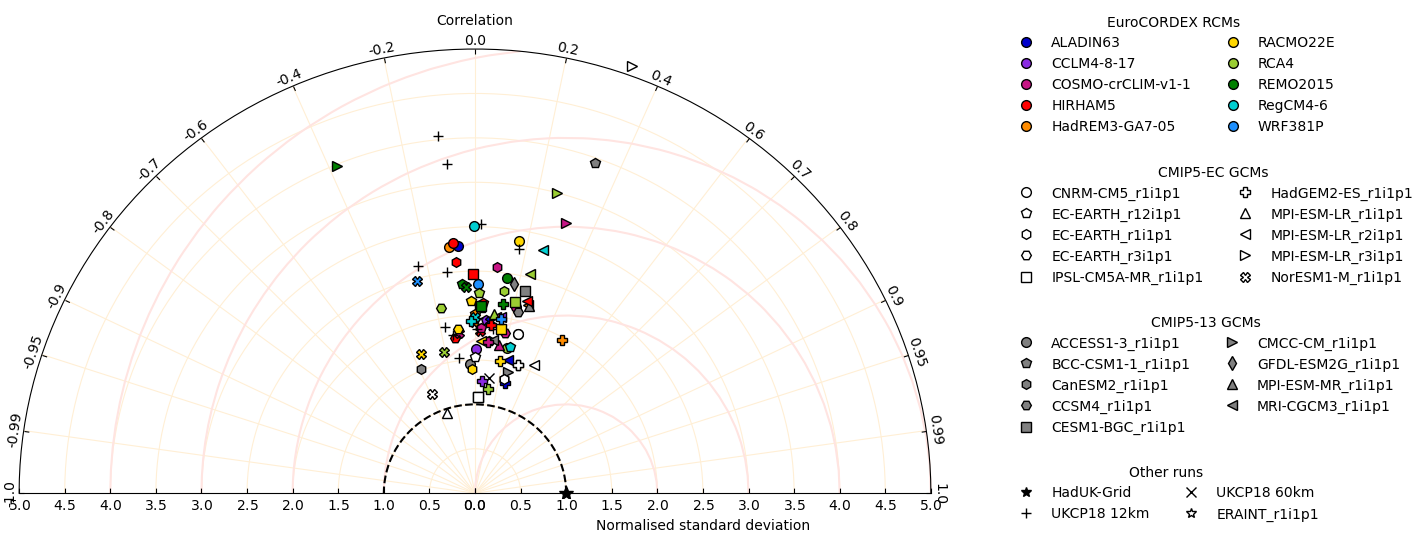 Correlation
0.0
-0.2
0.2
-0.4
0.4
-0.6
0.6
-0.7
0.7
-0.8
0.8
-0.9
0.9
-0.95
0.95
-0.99
0.99
-1.0
1.0
5.0 4.5 4.0 3.5 3.0 2.5 2.0 1.5 1.0 0.5 0.0 0.5 1.0 1.5 2.0 2.5 3.0 3.5 4.0 4.5 5.0
Normalised standard deviation
EuroCORDEX RCMs
ALADIN63
CCLM4-8-17
COSMO-crCLIM-v1-1
HIRHAM5
HadREM3-GA7-05
RACMO22E
RCA4
REMO2015
RegCM4-6
WRF381P
CMIP5-EC GCMs
CNRM-CM5_r1i1p1
EC-EARTH_r12i1p1
EC-EARTH_r1i1p1
EC-EARTH_r3i1p1
IPSL-CM5A-MR_r1i1p1
HadGEM2-ES_r1i1p1
MPI-ESM-LR_r1i1p1
MPI-ESM-LR_r2i1p1
MPI-ESM-LR_r3i1p1
NorESM1-M_r1i1p1
CMIP5-13 GCMs
ACCESS1-3_r1i1p1
BCC-CSM1-1_r1i1p1
CanESM2_r1i1p1
CCSM4_r1i1p1
CESM1-BGC_r1i1p1
CMCC-CM_r1i1p1
GFDL-ESM2G_r1i1p1
MPI-ESM-MR_r1i1p1
MRI-CGCM3_r1i1p1
Other runs
HadUK-Grid
UKCP18 12km
UKCP18 60km
ERAINT_r1i1p1